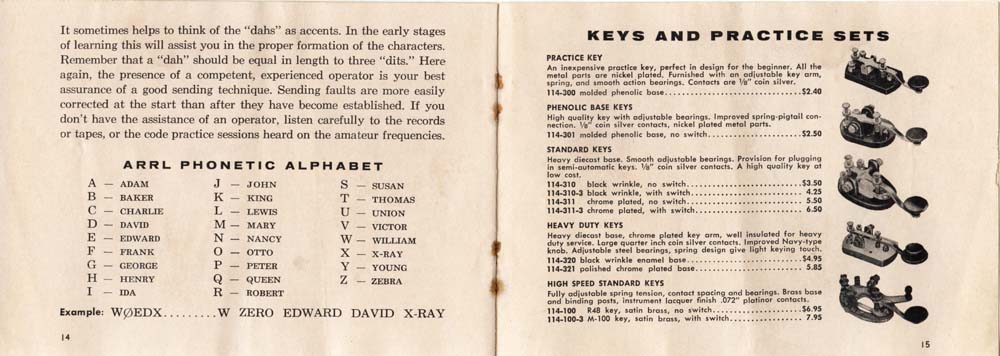 It sometimes helps to think of the "dahs" as accents. In the early stages
of learning this will assist you in the proper formation of the characters.
Remember that a "dah" should be equal in length to three "dits." Here
again, the presence of a competent, experienced operator is your best
assurance of a good sending technique. Sending faults are more easily
corrected at the start than after they have become established. If you
don't have the assistance of an operator, listen carefully to the records
or tapes, or the code practice sessions heard on the amateur frequencies.
ARRL PHONETIC ALPHABET
A — ADAM
B — BAKER
C — CHARLIE
D — DAVID
E — EDWARD
F — FRANK
G — GEORGE
H — HENRY
I — IDA
J — JOHN
K — KING
L — LEWIS
M — MARY
N — NANCY
O — OTTO
P — PETER
Q — QUEEN
R — ROBERT
S — SUSAN
T — THOMAS
U — UNION
V — VICTOR
W — WILLIAM
X — X-RAY
Y — YOUNG
Z — ZEBRA
Example: WØEDX.........W ZERO EDWARD DAVID X-RAY
14
KEYS AND PRACTICE SETS
PRACTICE KEY
An inexpensive practice key, perfect in design for the beginner. All the
metal parts are nickel plated. Furnished with an adjustable key arm,
spring, and smooth action bearings. Contacts are 1/8" coin silver.
114-300 molded phenolic base..............................$2.40
PHENOLIC BASE KEYS
High quality key with adjustable bearings. Improved spring-pigtail con-
nection. 1/8" coin silver contacts, nickel plated metal parts.
114-301 molded phenolic base, no switch....................$2.50
STANDARD KEYS
Heavy diecast base. Smooth adjustable bearings. Provision for plugging
in semi-automatic keys. 1/8" coin silver contacts. A high quality key at
low cost.
114-310 black wrinkle, no switch.........................$3.50
114-310-3 black wrinkle, with switch....................... 4.25
114-311 chrome plated, no switch........................ 5.50
114-311-3 chrome plated, with switch....................... 6.50
HEAVY DUTY KEYS
Heavy diecast base, chrome plated key arm, well insulated for heavy
duty service. Large quarter inch coin silver contacts. Improved Navy-type
knob. Adjustable steel bearings, spring design give light keying touch.
114-320 black wrinkle enamel base........................$4.95
114-321 polished chrome plated base...................... 5.85
HIGH SPEED STANDARD KEYS
Fully adjustable spring tension, contact spacing and bearings. Brass base
and binding posts, instrument lacquer finish .072" platinor contacts.
114-100 R48 key, satin brass, no switch...................$6.95
114-100-3 M-100 key, satin brass, with switch............... 7.95
15